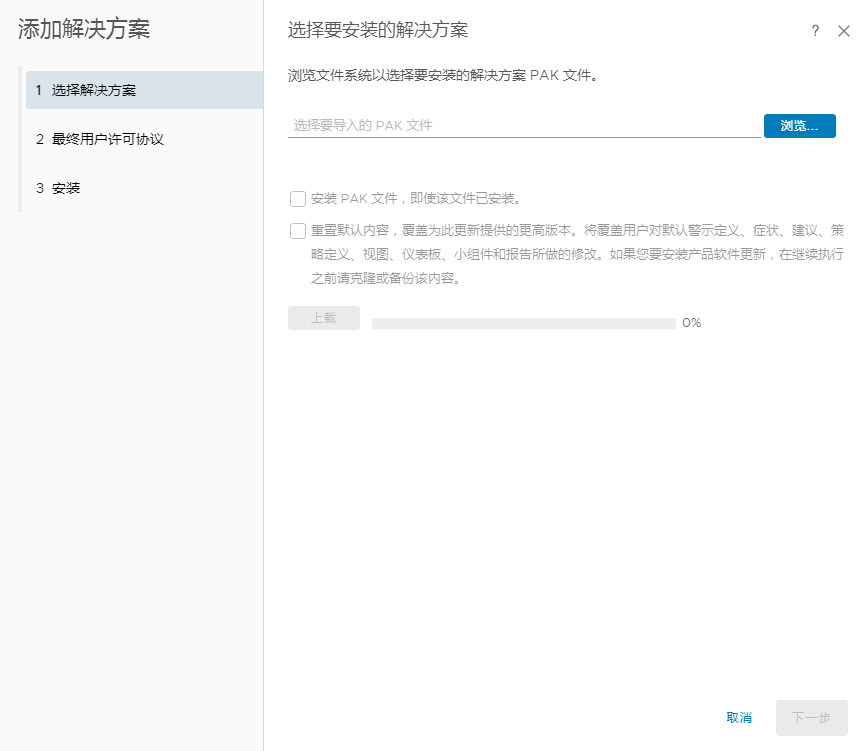 添加解决方案
1 选择解决方案
2 最终用户许可协议
3 安装
选择要安装的解决方案
?
浏览文件系统以选择要安装的解决方案 PAK 文件。
选择要导入的 PAK 文件
浏览...
安装 PAK 文件，即使该文件已安装。
重置默认内容，覆盖为此更新提供的更高版本。将覆盖用户对默认警示定义、症状、建议、策
略定义、视图、仪表板、小组件和报告所做的修改。如果您要安装产品软件更新，在继续执行
之前请克隆或备份该内容。
上载
0%
取消
下一步